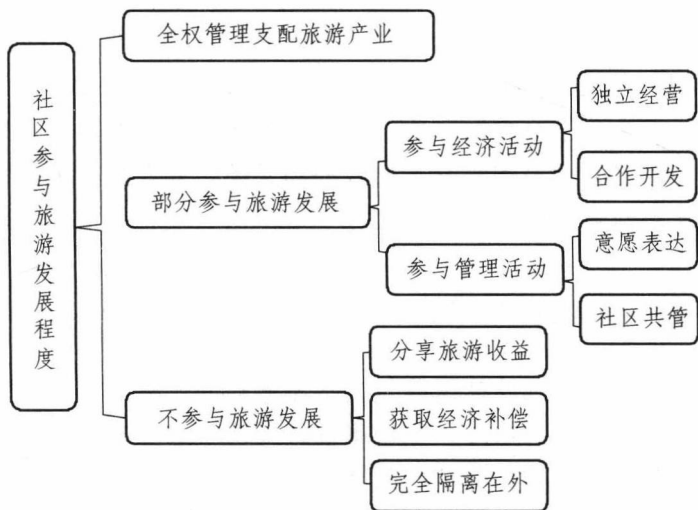 社区参与旅游发展程度
全权管理支配旅游产业
部分参与旅游发展
参与经济活动
独立经营
合作开发
参与管理活动
意愿表达
社区共管
不参与旅游发展
分享旅游收益
获取经济补偿
完全隔离在外